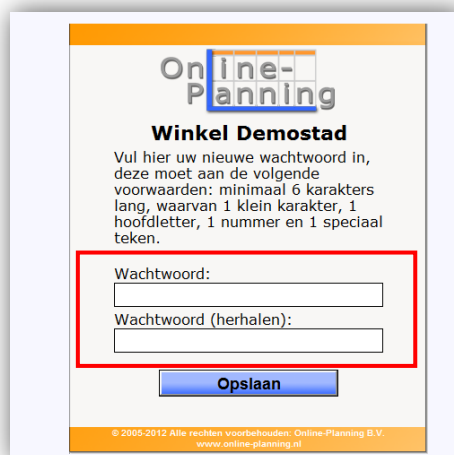 Online-
Planning
Winkel Demostad
Vul hier uw nieuwe wachtwoord in,
deze moet aan de volgende
voorwaarden: minimaal 6 karakters
lang, waarvan 1 klein karakter, 1
hoofdletter, 1 nummer en 1 speciaal
teken.
Wachtwoord:
Wachtwoord (herhalen):
Opslaan
© 2005-2012 Alle rechten voorbehouden: Online-Planning B.V.
www.online-planning.nl